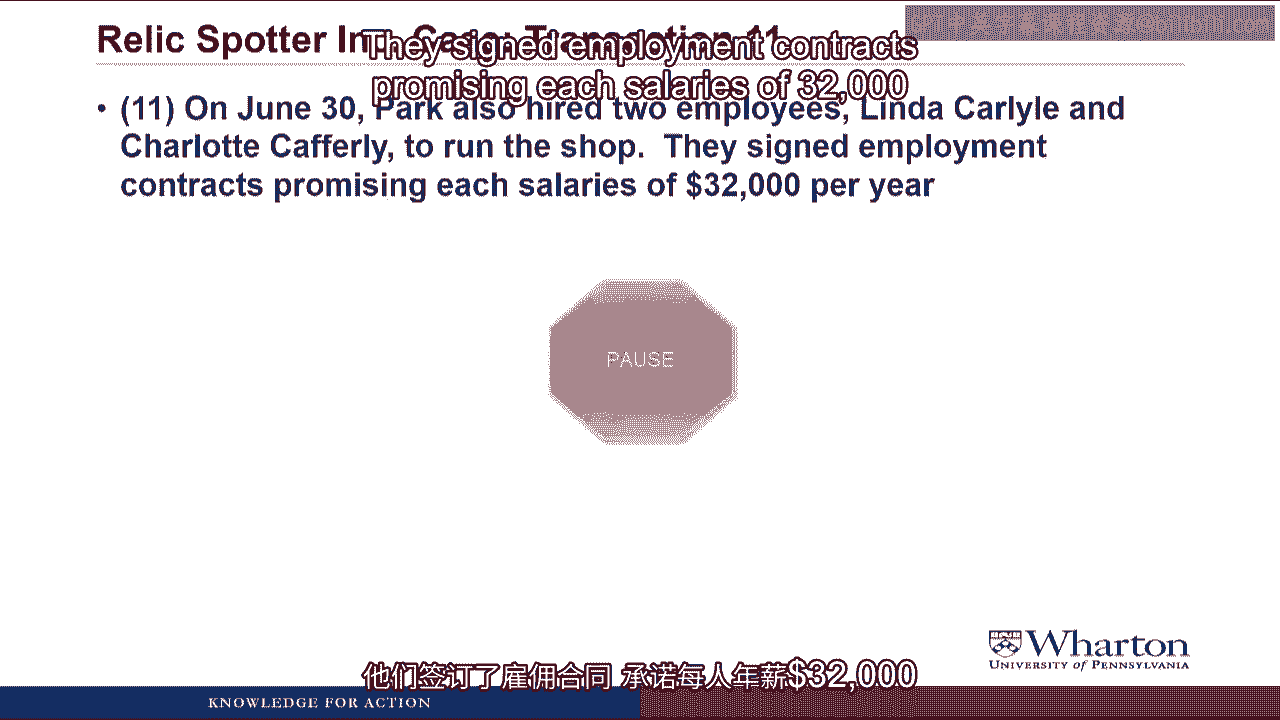 Relic Spotter Inc. Case: Transaction 11
They signed employment contracts
promising each salaries of 32,000
• (11) On June 30, Park also hired two employees, Linda Carlyle and
Charlotte Cafferly, to run the shop. They signed employment
contracts promising each salaries of $32,000 per year
PAUSE
Wharton
UNIVERSITY of PENNSYLVANIA
他们签订了雇佣合同 承诺每人年薪$32,000
KNOWLEDGE FOR ACTION